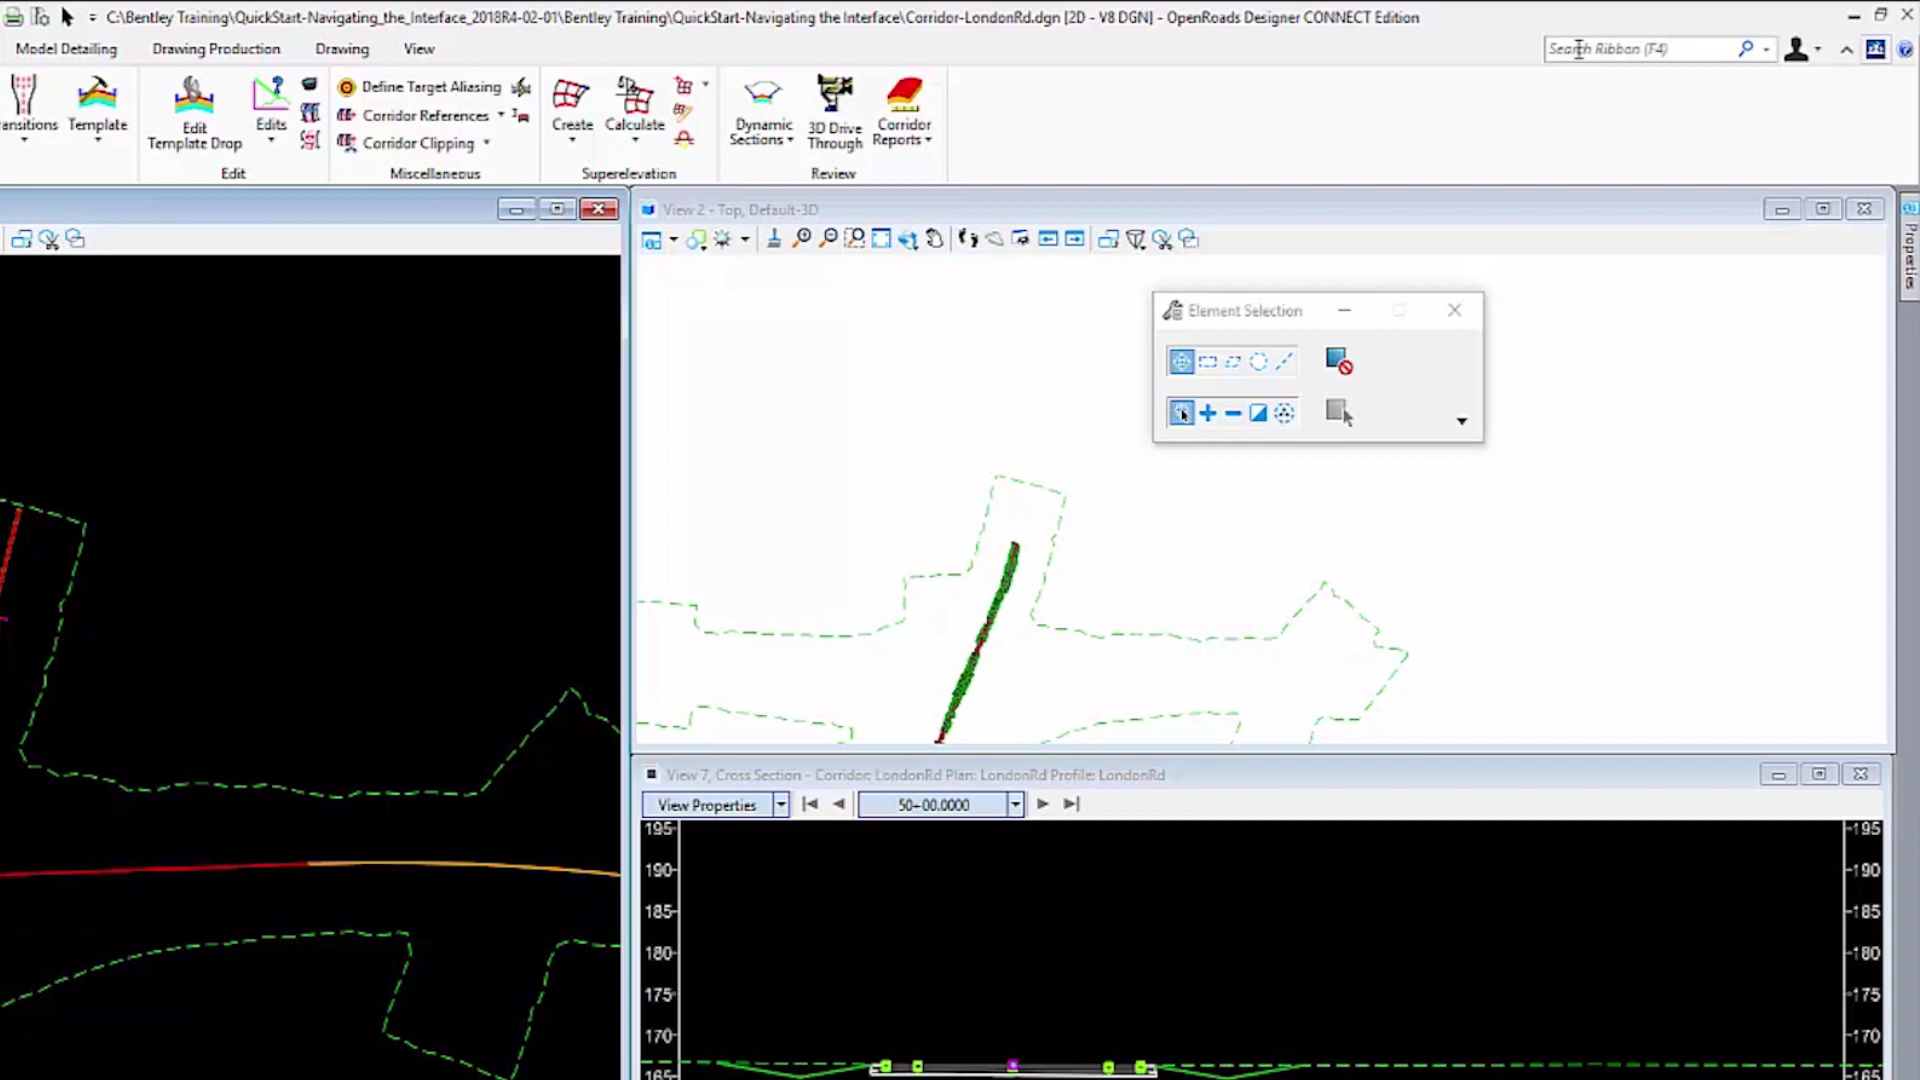 C:\Bentley Training\QuickStart-Navigating_the_Interface_2018R4-02-01\Bentley Training\QuickStart-Navigating the Interface\Corridor-LondonRd.dgn [2D - V8 DGN] - OpenRoads Designer CONNECT Edition
Model Detailing Drawing Production Drawing View
Search Ribbon (F4)
ansitions
Template
Edit
Template Drop
Edits
Edit
Define Target Aliasing
Corridor References
Corridor Clipping
Miscellaneous
Create
Calculate
Superelevation
Dynamic
Sections
3D Drive
Through
Corridor
Reports
Review
View 2 - Top, Default-3D
Properties
Element Selection
View 7, Cross Section - Corridor: LondonRd Plan: LondonRd Profile: LondonRd
View Properties 50+00.0000
195 195
190 190
185 185
180 180
175 175
170 170
165 165